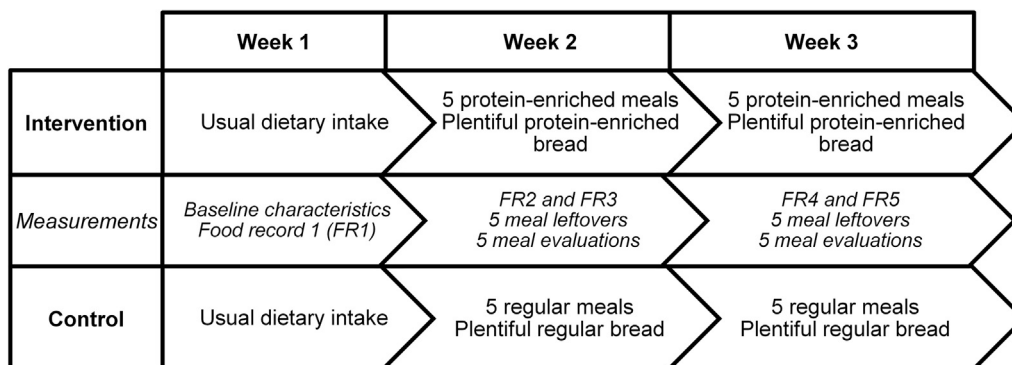 Week 1
Week 2
Week 3
Intervention
Usual dietary intake
5 protein-enriched meals
Plentiful protein-enriched
bread
5 protein-enriched meals
Plentiful protein-enriched
bread
Measurements
Baseline characteristics
Food record 1 (FR1)
FR2 and FR3
5 meal leftovers
5 meal evaluations
FR4 and FR5
5 meal leftovers
5 meal evaluations
Control
Usual dietary intake
5 regular meals
Plentiful regular bread
5 regular meals
Plentiful regular bread